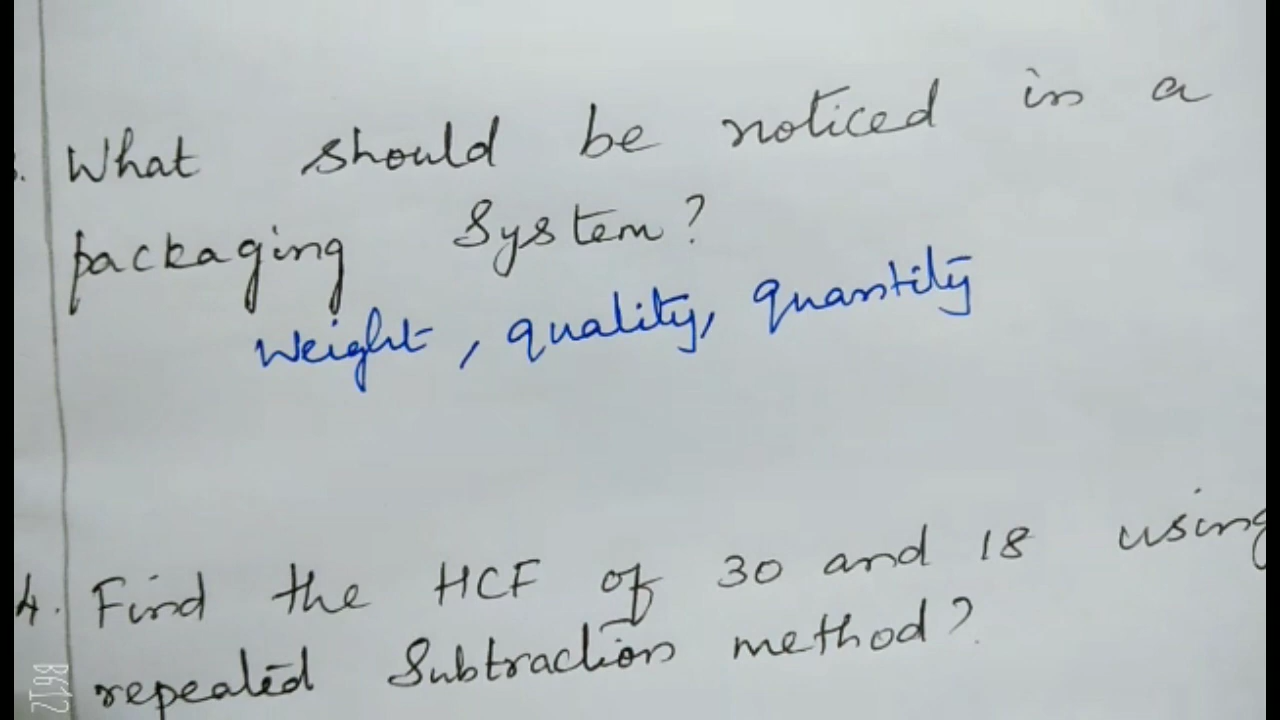 3. What should be noticed in a
packaging System?
Weight, quality, quantity
4. Find the HCF of 30 and 18 using
repeated Subtraction method?
B612